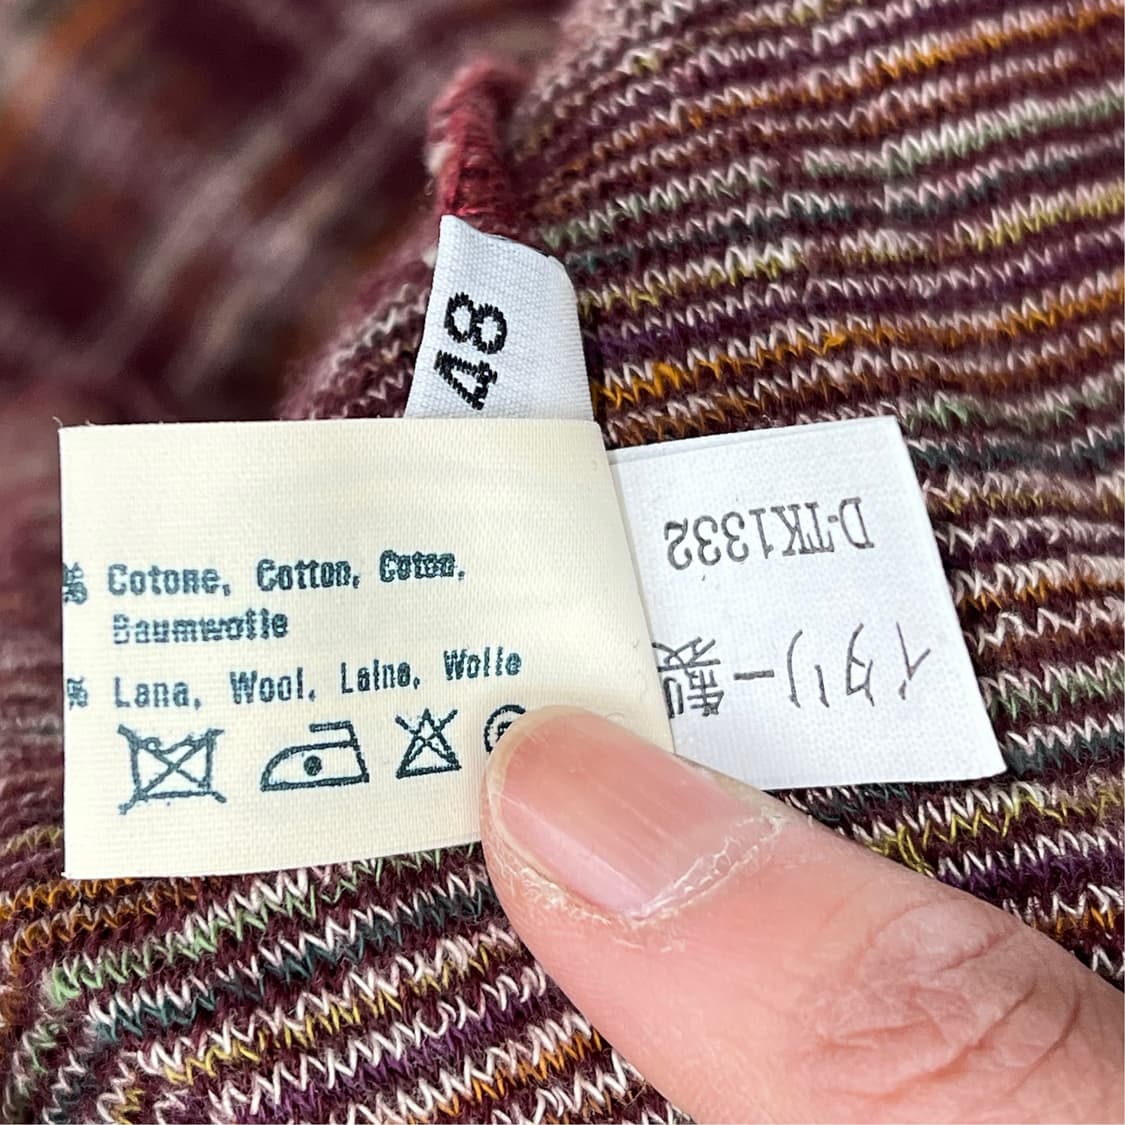 48
% Cotone, Cotton, Coton,
Baumwolle
% Lana, Wool, Laine, Wolle
D-TK1332
イタリー製